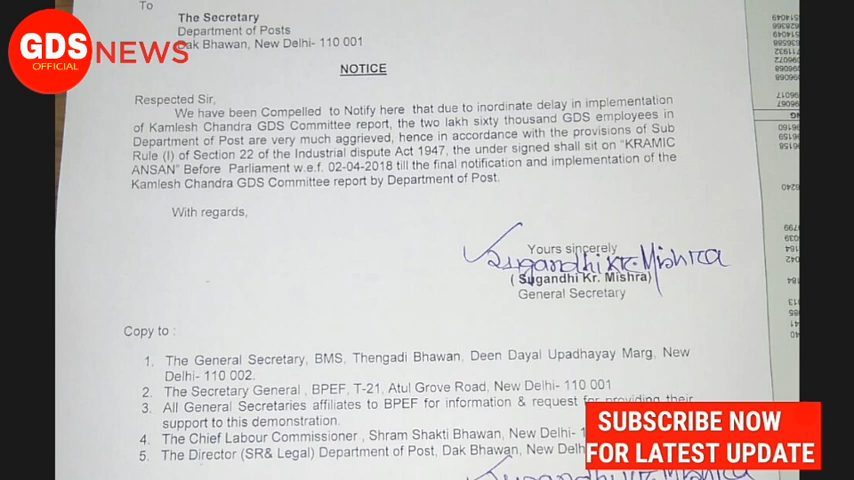 To
The Secretary
Department of Posts
Dak Bhawan, New Delhi- 110 001
GDS
OFFICIAL
NEWS
NOTICE
Respected Sir,
We have been Compelled to Notify here that due to inordinate delay in implementation
of Kamlesh Chandra GDS Committee report, the two lakh sixty thousand GDS employees in
Department of Post are very much aggrieved, hence in accordance with the provisions of Sub
Rule (I) of Section 22 of the Industrial dispute Act 1947, the under signed shall sit on “KRAMIC
ANSAN” Before Parliament w.e.f. 02-04-2018 till the final notification and implementation of the
Kamlesh Chandra GDS Committee report by Department of Post.
With regards,
Yours sincerely
Sugandhi Kr. Mishra
( Sugandhi Kr. Mishra)
General Secretary
Copy to :
1. The General Secretary, BMS, Thengadi Bhawan, Deen Dayal Upadhayay Marg, New
Delhi- 110 002.
2. The Secretary General , BPEF, T-21, Atul Grove Road, New Delhi- 110 001
3. All General Secretaries affiliates to BPEF for information & request for providing their
support to this demonstration.
4. The Chief Labour Commissioner , Shram Shakti Bhawan, New Delhi-
5. The Director (SR& Legal) Department of Post, Dak Bhawan, New Delh
SUBSCRIBE NOW
FOR LATEST UPDATE